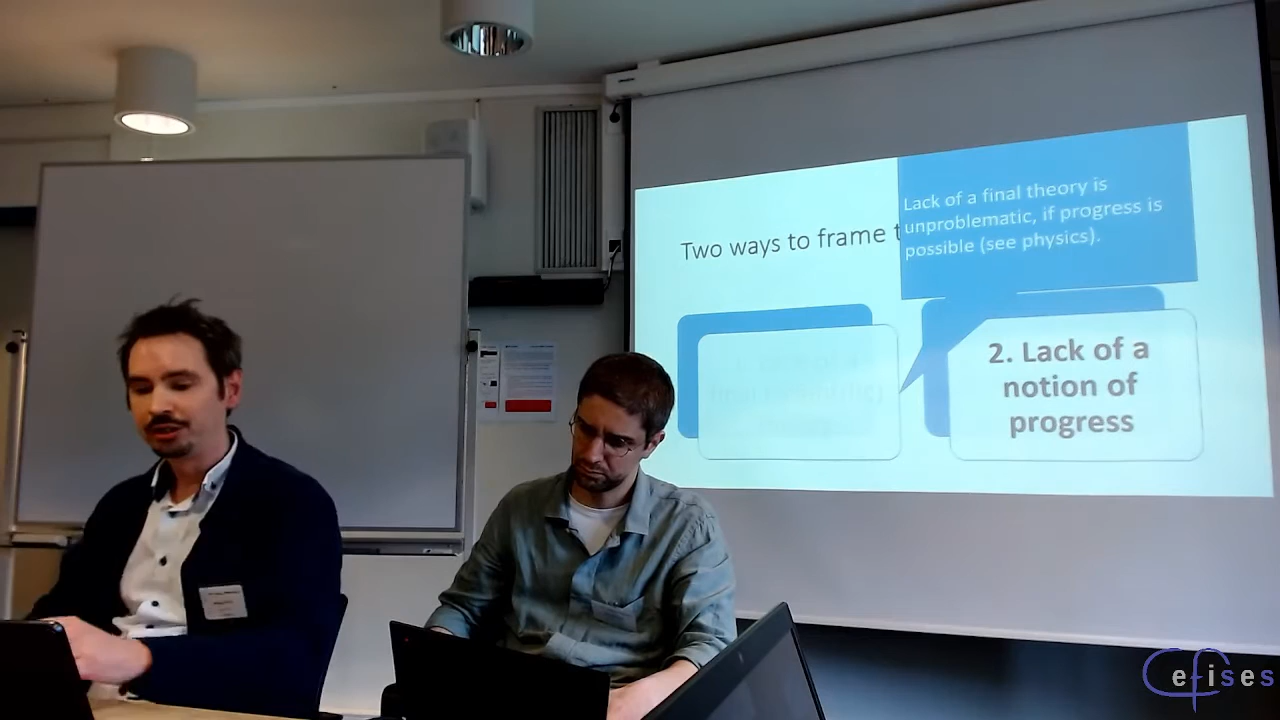 Two ways to frame t
Lack of a final theory is
unproblematic, if progress is
possible (see physics).
2. Lack of a
notion of
progress
efises